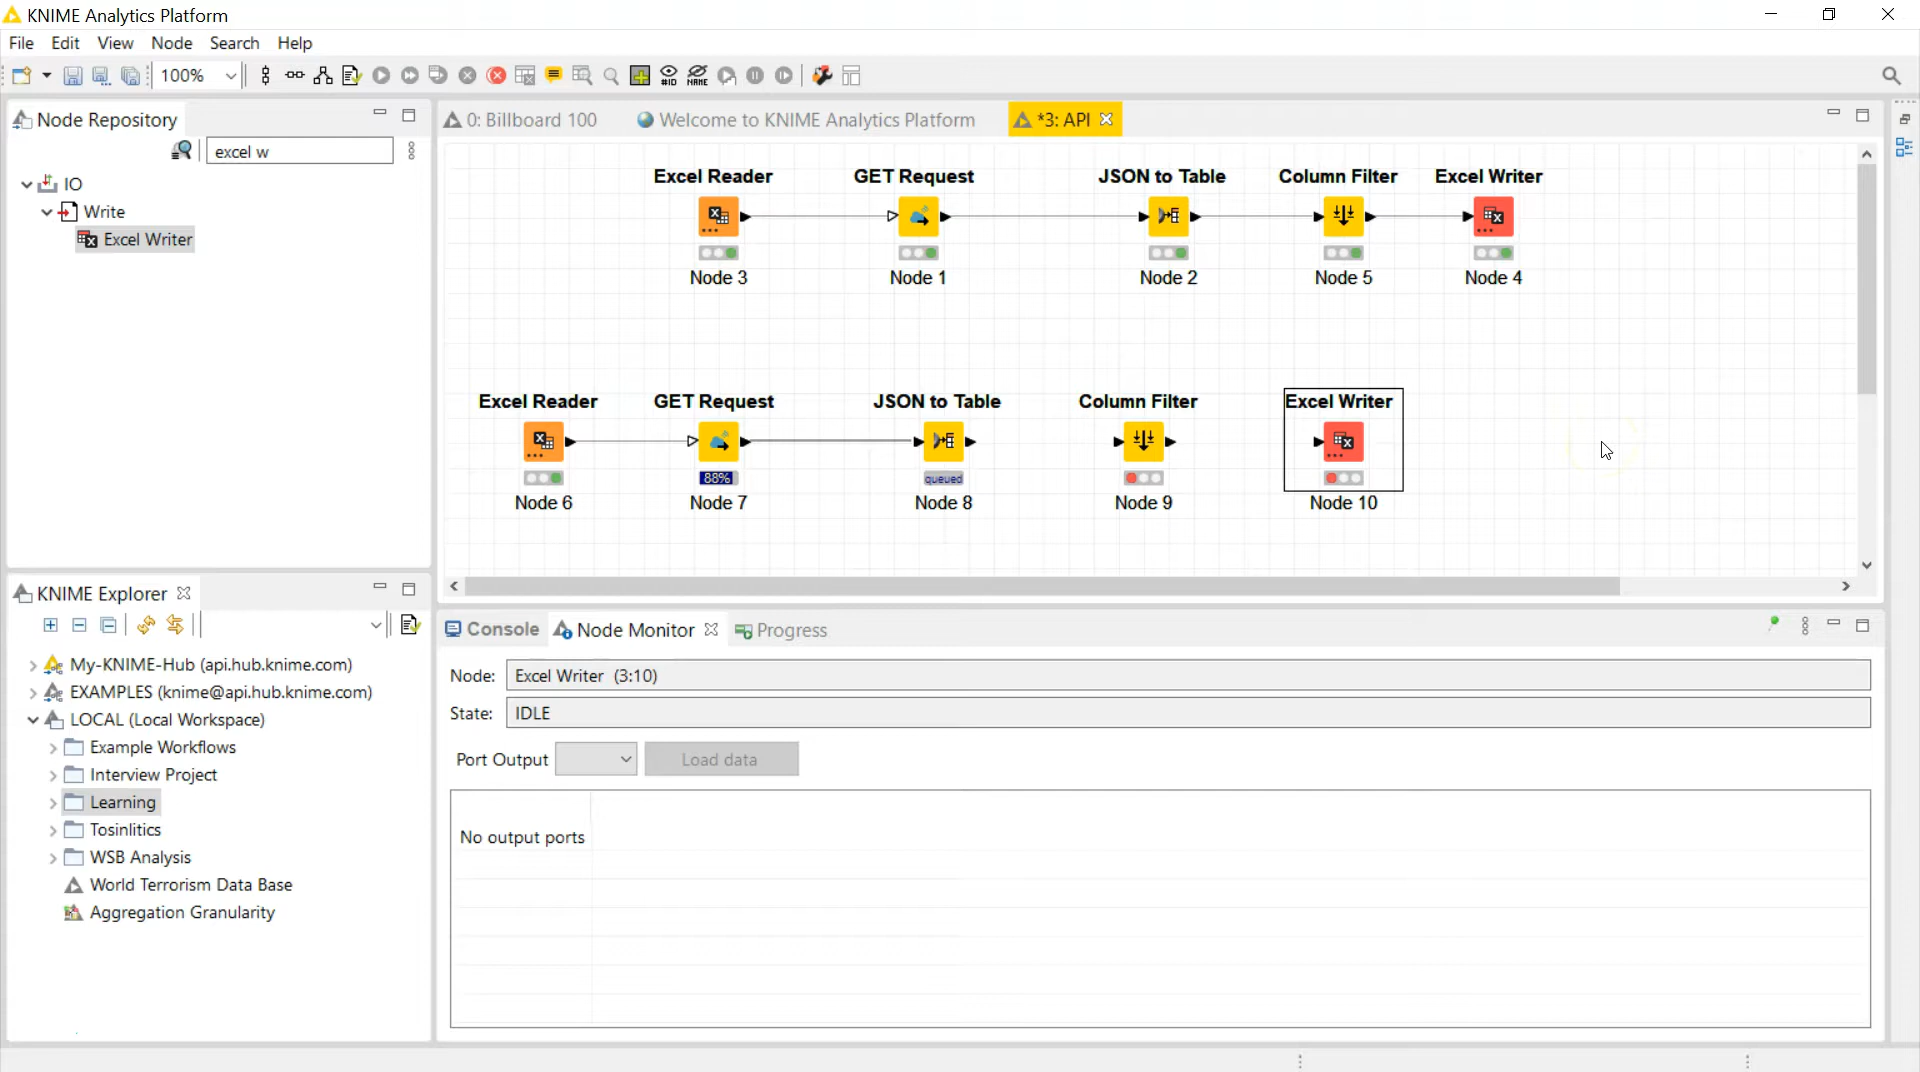 KNIME Analytics Platform
File Edit View Node Search Help
100% #ID NAME
Node Repository
excel w
IO
Write
Excel Writer
0: Billboard 100 Welcome to KNIME Analytics Platform *3: API
Excel Reader GET Request JSON to Table Column Filter Excel Writer
Node 3 Node 1 Node 2 Node 5 Node 4
Excel Reader GET Request JSON to Table Column Filter Excel Writer
88% queued
Node 6 Node 7 Node 8 Node 9 Node 10
KNIME Explorer
My-KNIME-Hub (api.hub.knime.com)
EXAMPLES (knime@api.hub.knime.com)
LOCAL (Local Workspace)
Example Workflows
Interview Project
Learning
Tosinlitics
WSB Analysis
World Terrorism Data Base
Aggregation Granularity
Console Node Monitor Progress
Node: Excel Writer (3:10)
State: IDLE
Port Output Load data
No output ports